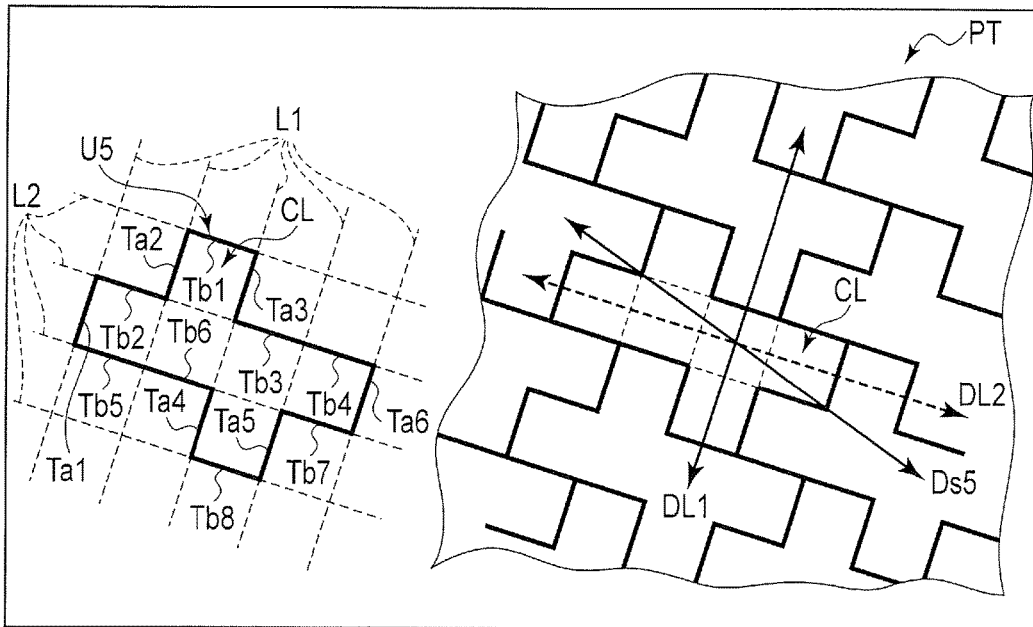 PT
L1
U5
L2
CL
Ta2
Tb1
Ta3
Tb2
Tb6
CL
Tb3
Tb4
Tb5
Ta4
Ta5
Ta6
DL2
Ta1
Tb7
Ds5
Tb8
DL1